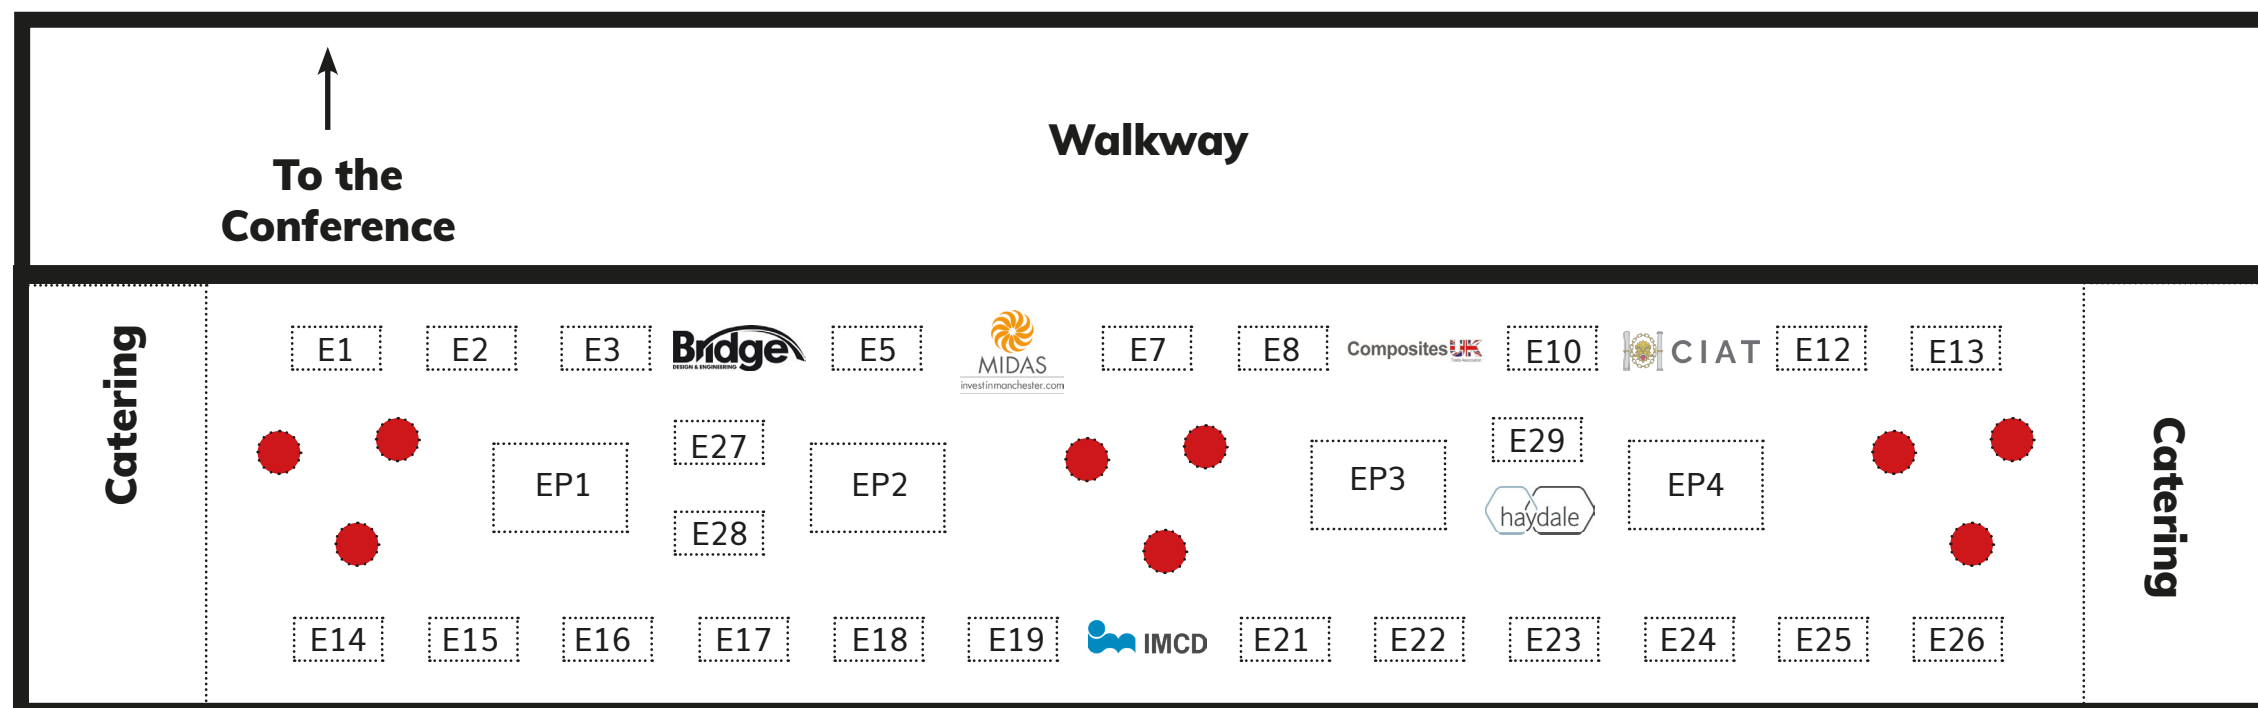 To the
Conference
Walkway
Catering
E1
E2
E3
Bridge
DESIGN & ENGINEERING
E5
MIDAS
investinmanchester.com
E7
E8
Composites UK
Trade Association
E10
CIAT
E12
E13
EP1
E27
E28
EP2
EP3
E29
haydale
EP4
E14
E15
E16
E17
E18
E19
IMCD
E21
E22
E23
E24
E25
E26
Catering